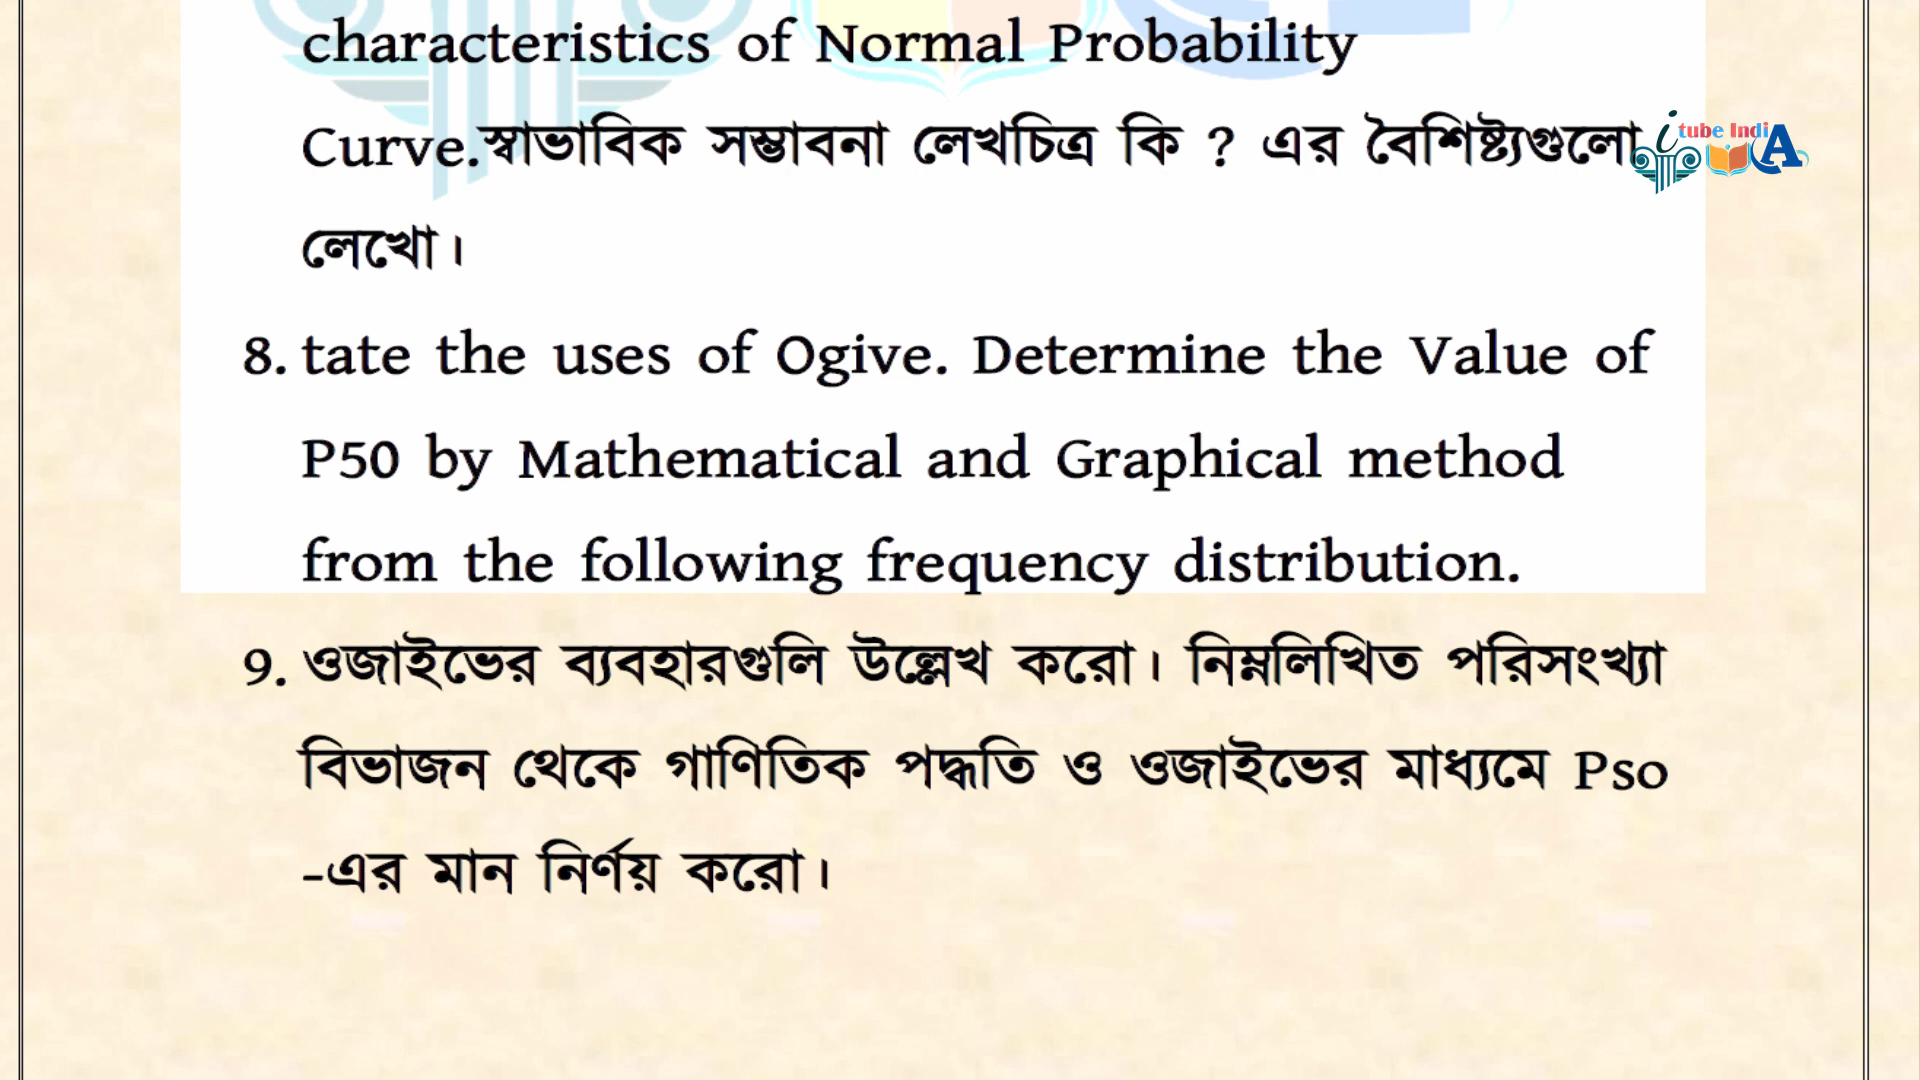 characteristics of Normal Probability
Curve.স্বাভাবিক সম্ভাবনা লেখচিত্র কি ? এর বৈশিষ্ট্যগুলো
i tube IndiA
লেখো।
8. tate the uses of Ogive. Determine the Value of
P50 by Mathematical and Graphical method
from the following frequency distribution.
9. ওজাইভের ব্যবহারগুলি উল্লেখ করো। নিম্নলিখিত পরিসংখ্যা
বিভাজন থেকে গাণিতিক পদ্ধতি ও ওজাইভের মাধ্যমে Pso
-এর মান নির্ণয় করো।